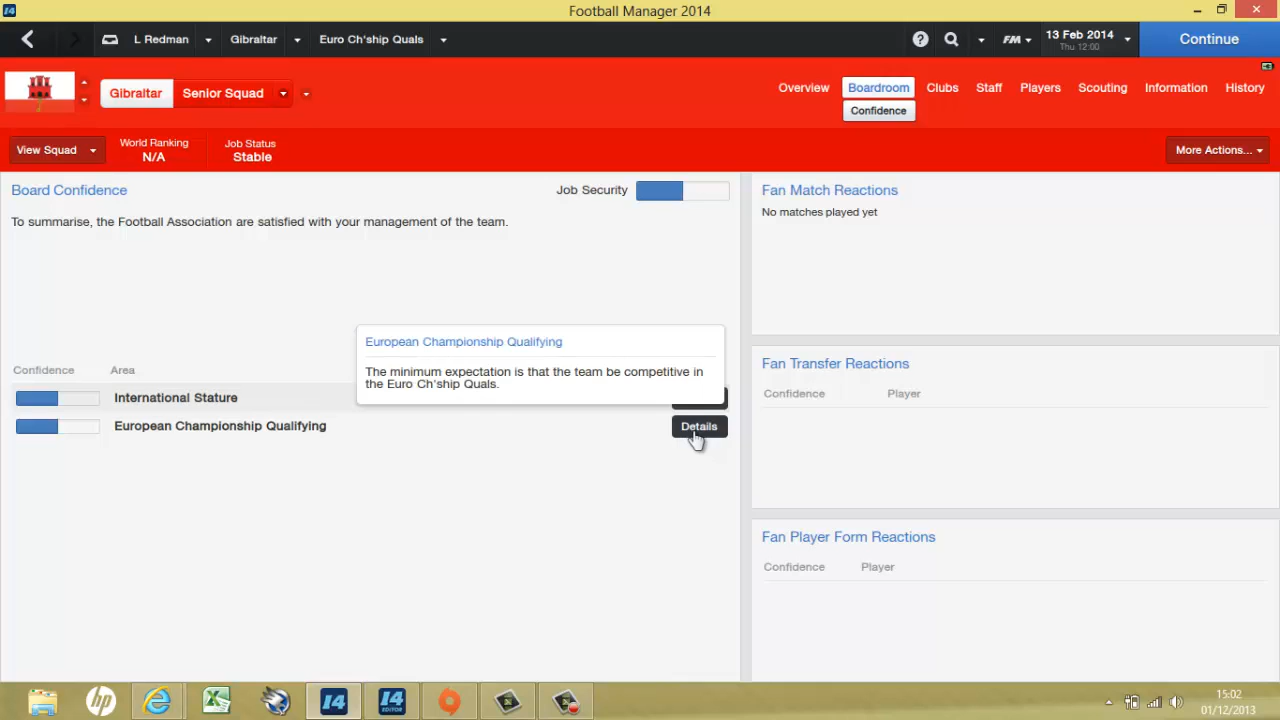 Football Manager 2014
L Redman
Gibraltar
Euro Ch'ship Quals
FM
13 Feb 2014
Thu 12:00
Continue
Gibraltar
Senior Squad
Overview
Boardroom
Clubs
Staff
Players
Scouting
Information
History
Confidence
View Squad
World Ranking
N/A
Job Status
Stable
More Actions...
Board Confidence
Job Security
To summarise, the Football Association are satisfied with your management of the team.
European Championship Qualifying
The minimum expectation is that the team be competitive in
the Euro Ch'ship Quals.
Confidence
Area
International Stature
European Championship Qualifying
Details
Fan Match Reactions
No matches played yet
Fan Transfer Reactions
Confidence
Player
Fan Player Form Reactions
Confidence
Player
hp
14
14
EDITOR
15:02
01/12/2013